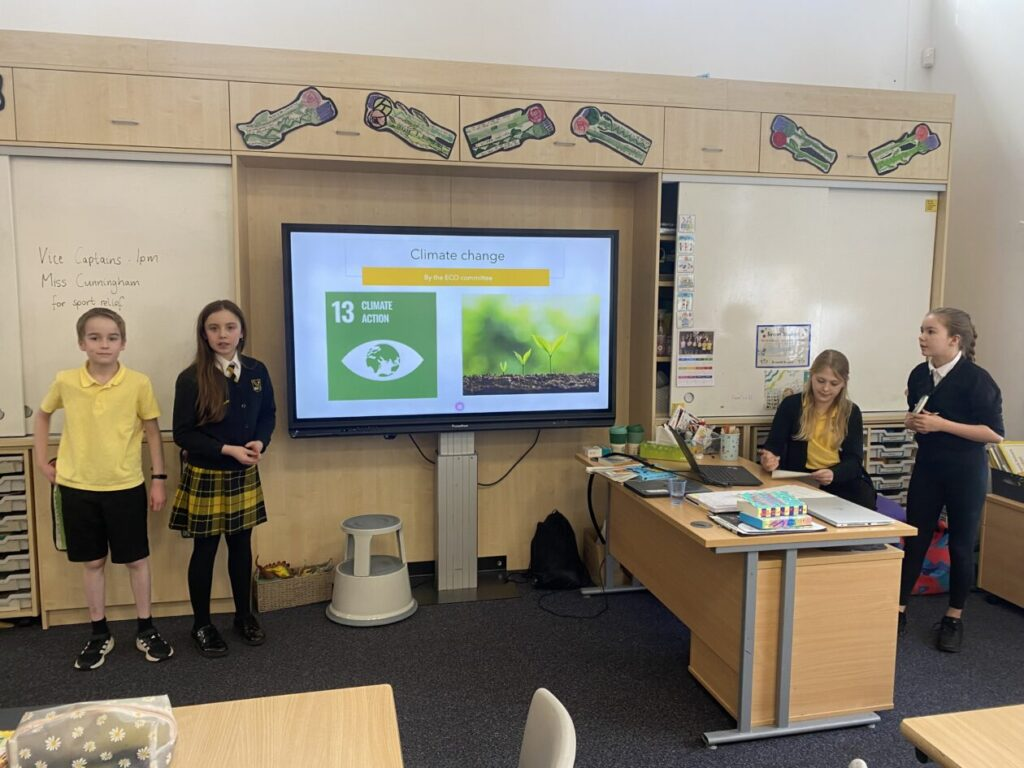 Vice Captains. 1pm
Miss Cunningham
for sport relief
Climate change
By the ECO committee
13 CLIMATE
ACTION